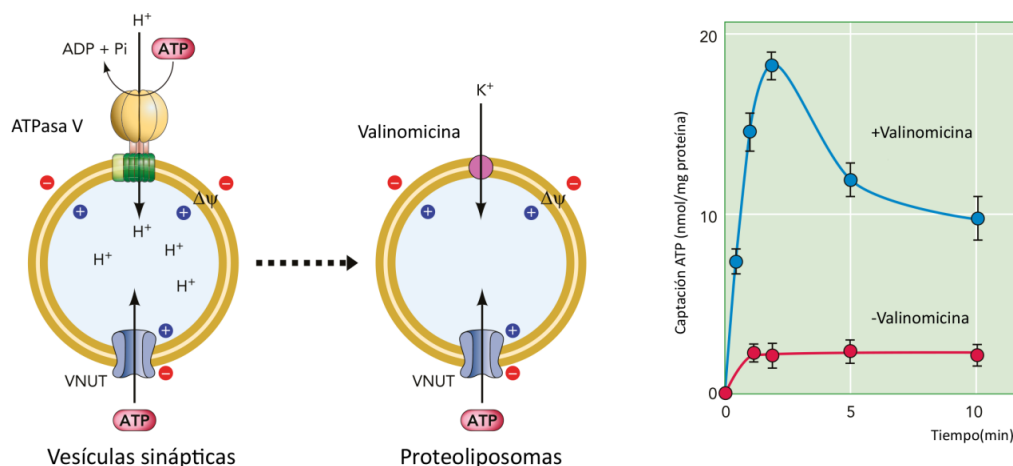 H+
ADP + Pi
ATP
ATPasa V
Δψ
H+
H+
H+
H+
VNUT
ATP
Vesículas sinápticas
K+
Valinomicina
Δψ
VNUT
ATP
Proteoliposomas
Captación ATP (nmol/mg proteína)
20
10
0
+Valinomicina
-Valinomicina
0
5
10
Tiempo(min)